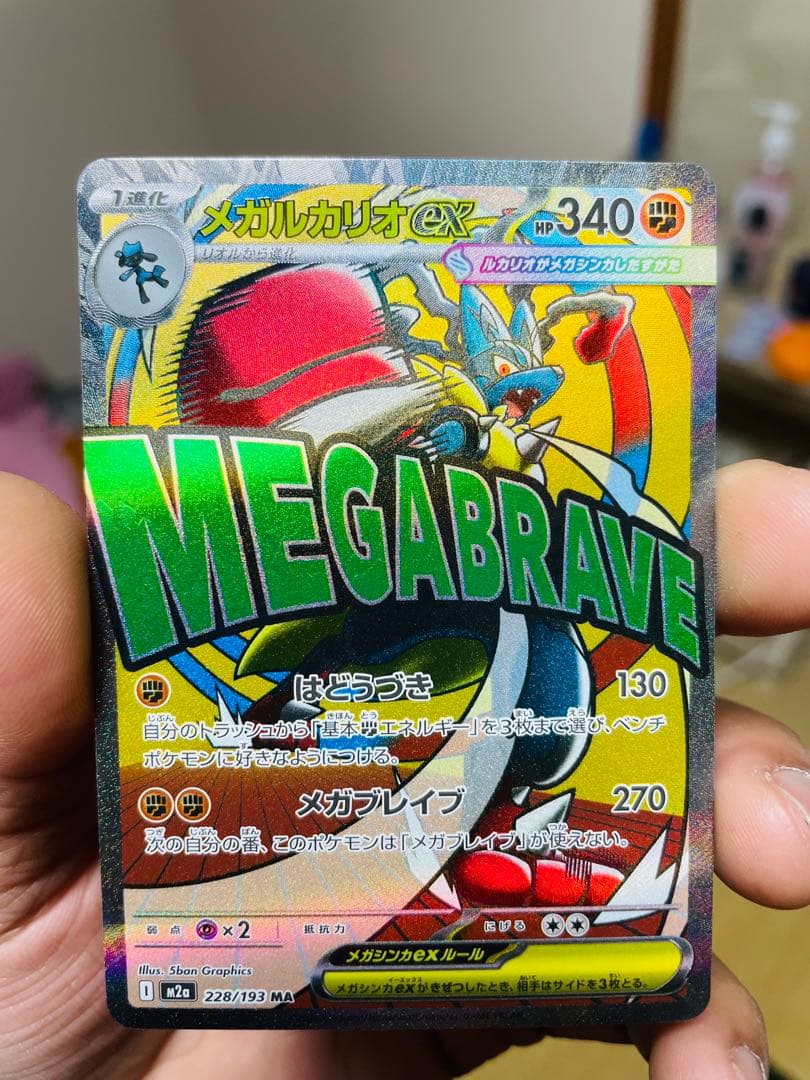 1進化
メガルカリオex
HP340
リオルから進化
ルカリオがメガシンカしたすがた
MEGABRAVE
はどうづき 130
自分のトラッシュから「基本エネルギー」を3枚まで選び、ベンチ
ポケモンに好きなようにつける。
メガブレイブ 270
次の自分の番、このポケモンは「メガブレイブ」が使えない。
弱点 ×2 抵抗力 にげる
メガシンカexルール
メガシンカexがきぜつしたとき、相手はサイドを3枚とる。
Illus. 5ban Graphics
I M2a 228/193 MA